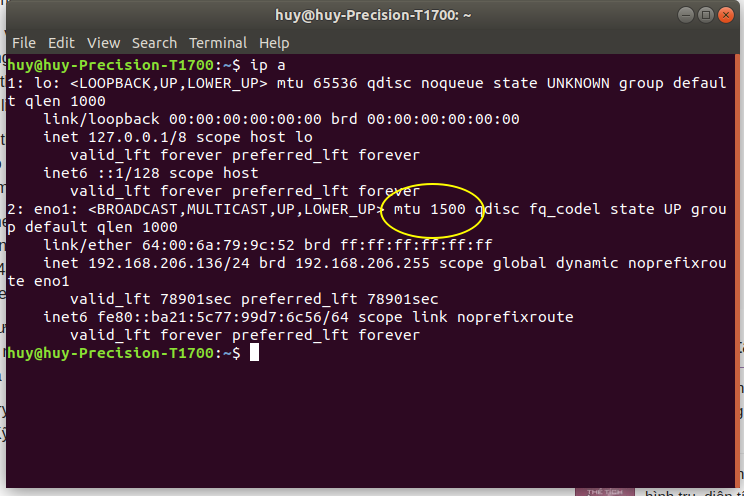 huy@huy-Precision-T1700: ~
File Edit View Search Terminal Help
huy@huy-Precision-T1700:~$ ip a
1: lo: <LOOPBACK,UP,LOWER_UP> mtu 65536 qdisc noqueue state UNKNOWN group defaul
t qlen 1000
    link/loopback 00:00:00:00:00:00 brd 00:00:00:00:00:00
    inet 127.0.0.1/8 scope host lo
       valid_lft forever preferred_lft forever
    inet6 ::1/128 scope host
       valid_lft forever preferred_lft forever
2: eno1: <BROADCAST,MULTICAST,UP,LOWER_UP> mtu 1500 qdisc fq_codel state UP grou
p default qlen 1000
    link/ether 64:00:6a:79:9c:52 brd ff:ff:ff:ff:ff:ff
    inet 192.168.206.136/24 brd 192.168.206.255 scope global dynamic noprefixrou
te eno1
       valid_lft 78901sec preferred_lft 78901sec
    inet6 fe80::ba21:5c77:99d7:6c56/64 scope link noprefixroute
       valid_lft forever preferred_lft forever
huy@huy-Precision-T1700:~$
THỂ TÍCH